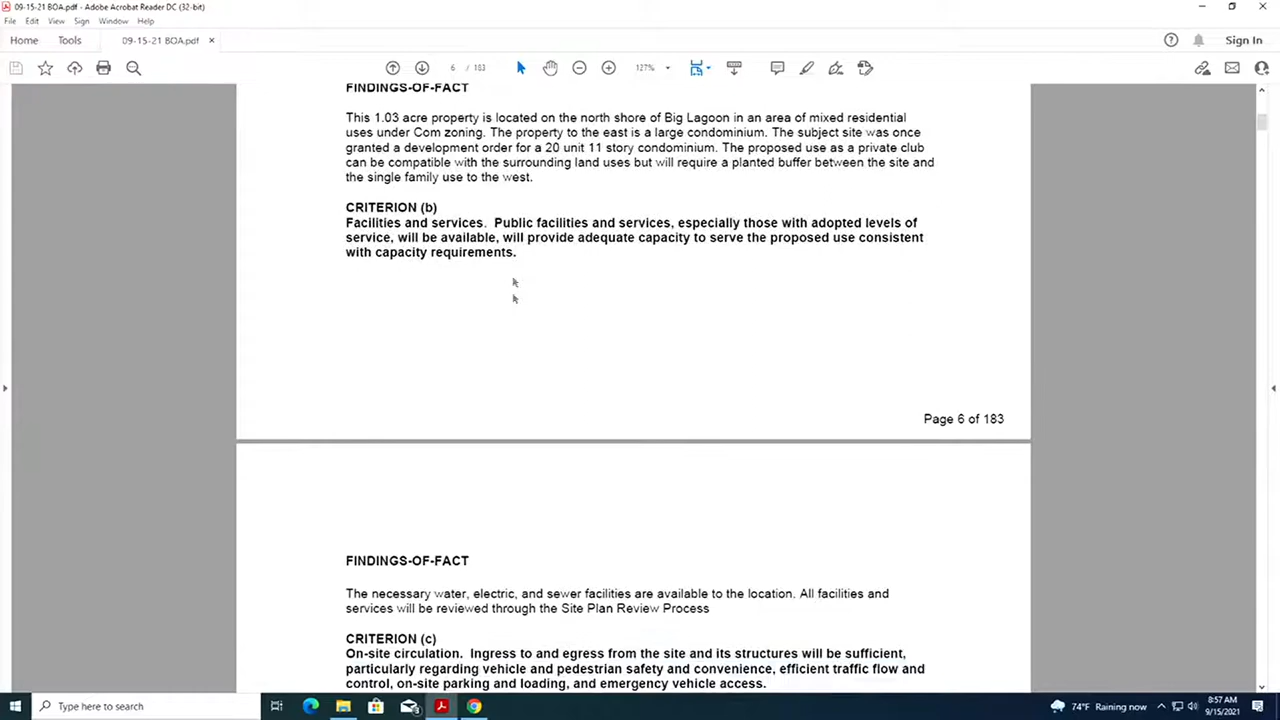 09-15-21 BOA.pdf - Adobe Acrobat Reader DC (32-bit)
File Edit View Sign Window Help
Home Tools 09-15-21 BOA.pdf × Sign In
6 / 183 127%
FINDINGS-OF-FACT
This 1.03 acre property is located on the north shore of Big Lagoon in an area of mixed residential
uses under Com zoning. The property to the east is a large condominium. The subject site was once
granted a development order for a 20 unit 11 story condominium. The proposed use as a private club
can be compatible with the surrounding land uses but will require a planted buffer between the site and
the single family use to the west.
CRITERION (b)
Facilities and services. Public facilities and services, especially those with adopted levels of
service, will be available, will provide adequate capacity to serve the proposed use consistent
with capacity requirements.
Page 6 of 183
FINDINGS-OF-FACT
The necessary water, electric, and sewer facilities are available to the location. All facilities and
services will be reviewed through the Site Plan Review Process
CRITERION (c)
On-site circulation. Ingress to and egress from the site and its structures will be sufficient,
particularly regarding vehicle and pedestrian safety and convenience, efficient traffic flow and
control, on-site parking and loading, and emergency vehicle access.
Type here to search
74°F Raining now
8:57 AM
9/15/2021